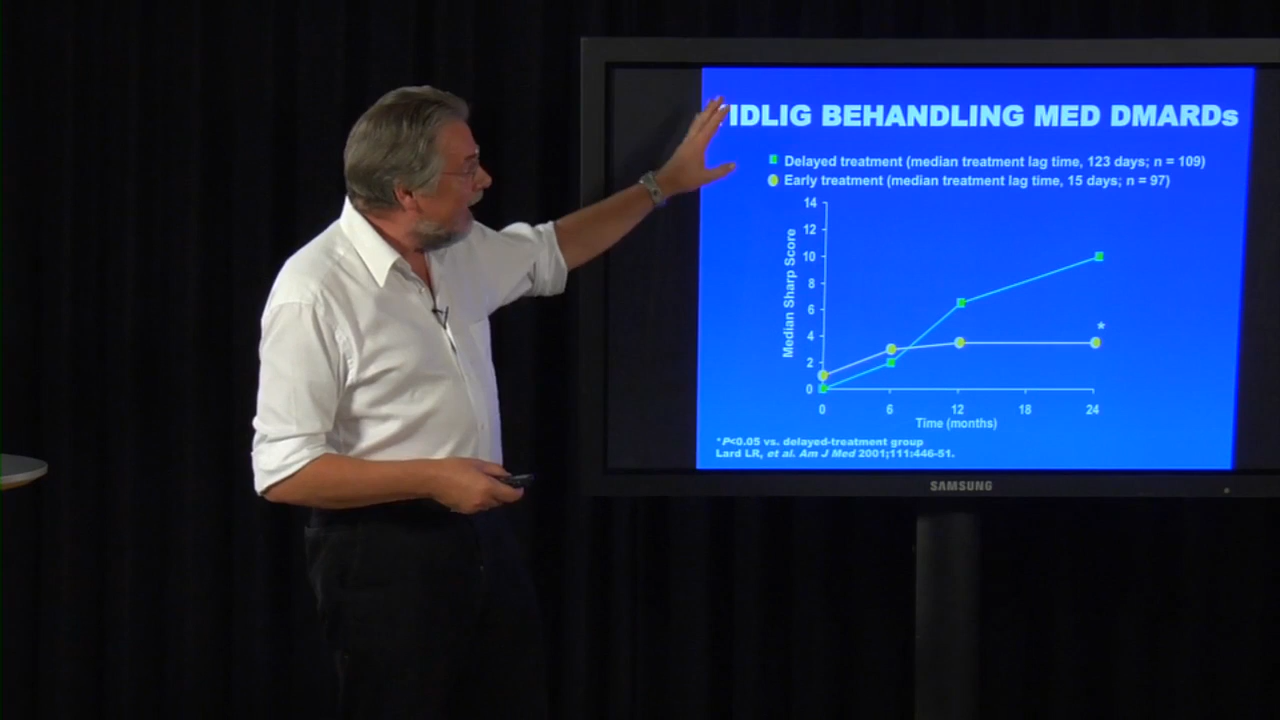 TIDLIG BEHANDLING MED DMARDs
Delayed treatment (median treatment lag time, 123 days; n = 109)
Early treatment (median treatment lag time, 15 days; n = 97)
14
12
10
8
6
4
2
0
Median Sharp Score
*
0 6 12 18 24
Time (months)
*P<0.05 vs. delayed-treatment group
Lard LR, et al. Am J Med 2001;111:446-51.
SAMSUNG